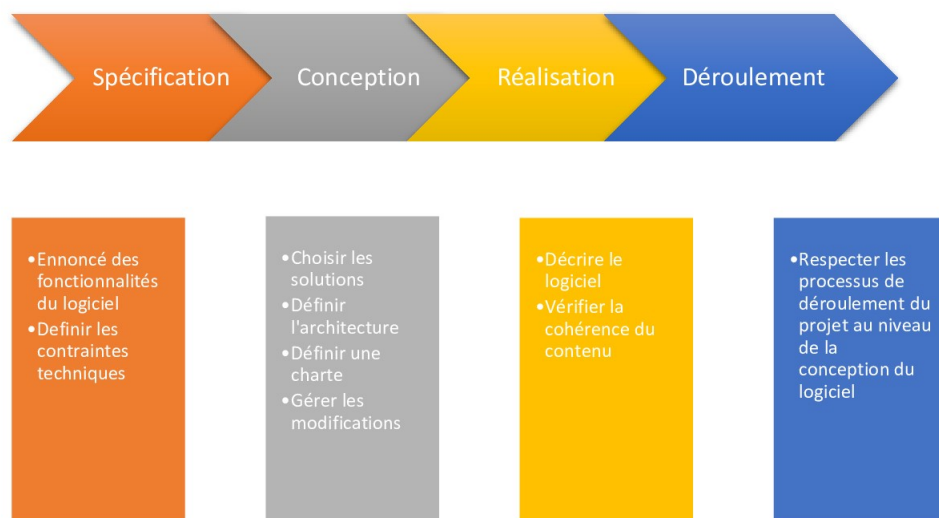 Spécification
Conception
Réalisation
Déroulement
•Ennoncé des
fonctionnalités
du logiciel
•Definir les
contraintes
techniques
•Choisir les
solutions
•Définir
l'architecture
•Définir une
charte
•Gérer les
modifications
•Décrire le
logiciel
•Vérifier la
cohérence du
contenu
•Respecter les
processus de
déroulement du
projet au niveau
de la
conception du
logiciel